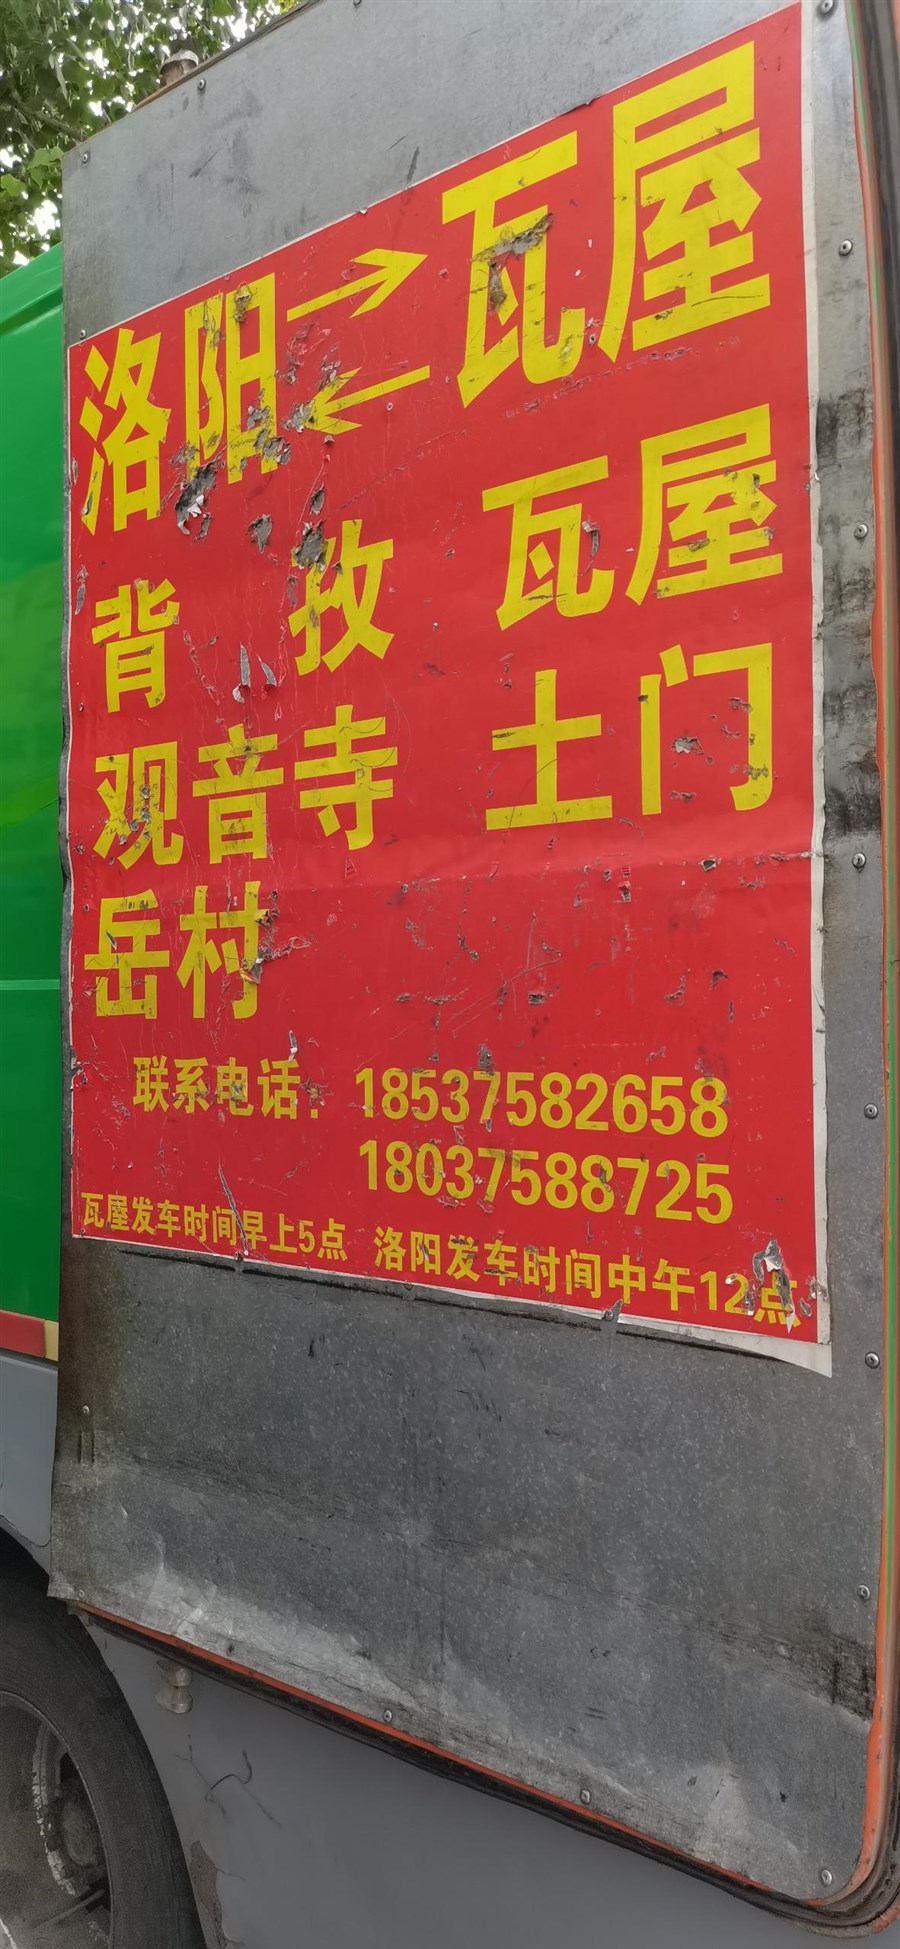 洛阳→瓦屋
←
背 孜 瓦屋
观音寺 土门
岳村
联系电话：18537582658
18037588725
瓦屋发车时间早上5点 洛阳发车时间中午12点